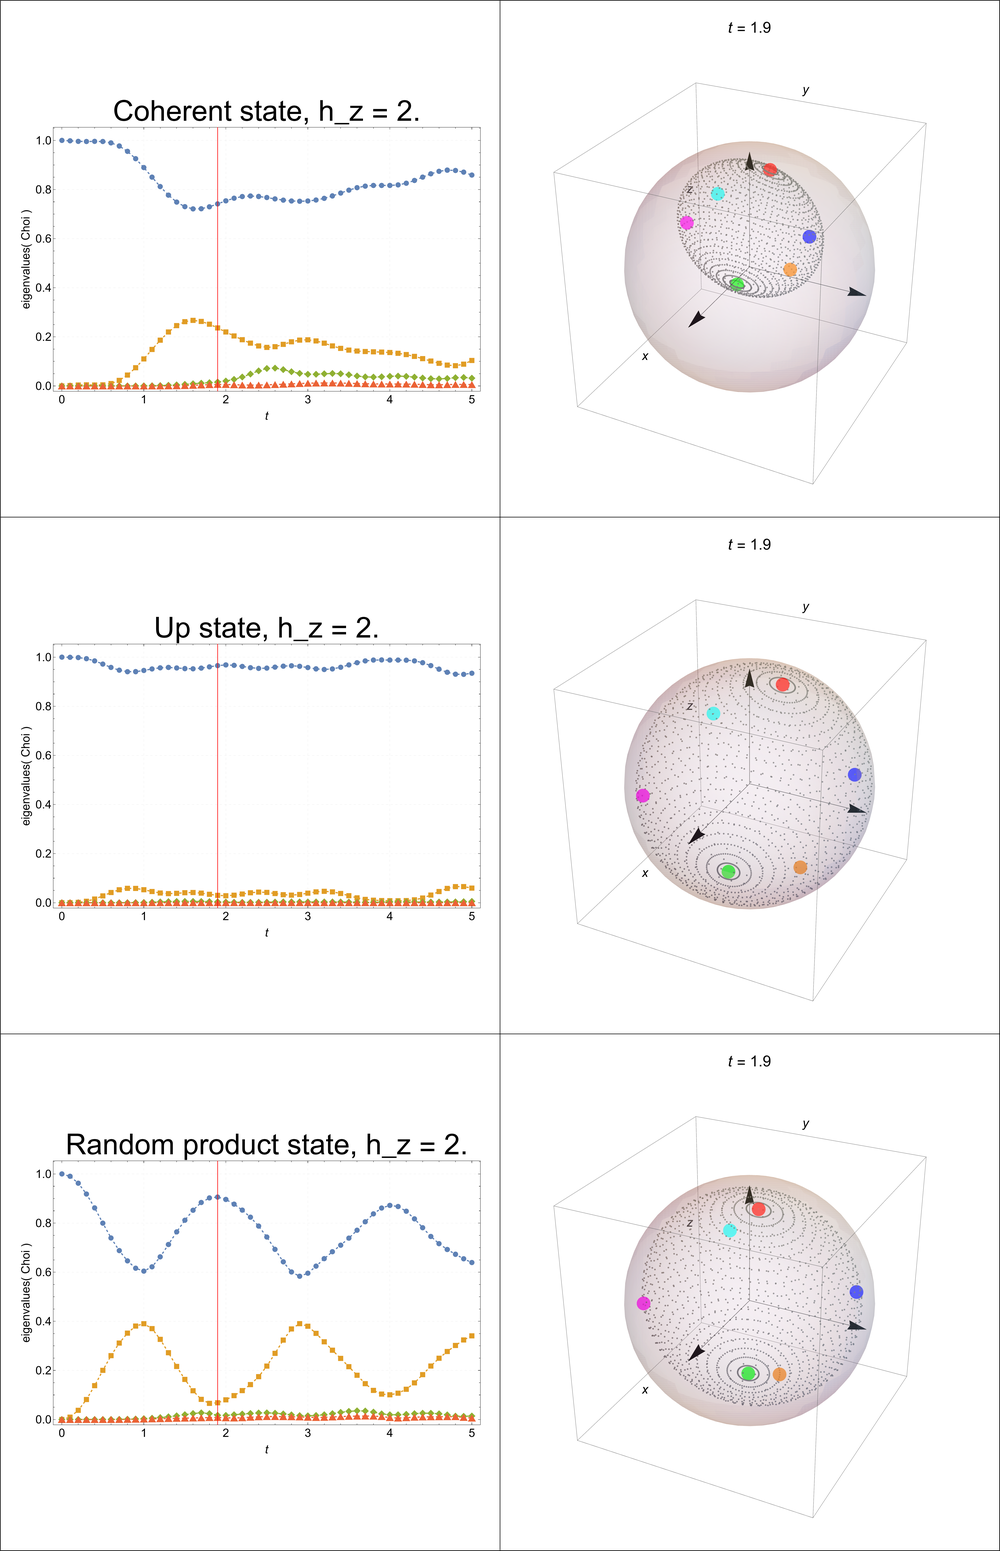 t = 1.9
y
Coherent state, h_z = 2.
1.0
0.8
z
0.6
eigenvalues( Choi )
0.4
x
0.2
0.0
0 1 2 3 4 5
t
t = 1.9
y
Up state, h_z = 2.
1.0
0.8
z
0.6
eigenvalues( Choi )
0.4
x
0.2
0.0
0 1 2 3 4 5
t
t = 1.9
y
Random product state, h_z = 2.
1.0
0.8
z
0.6
eigenvalues( Choi )
0.4
x
0.2
0.0
0 1 2 3 4 5
t